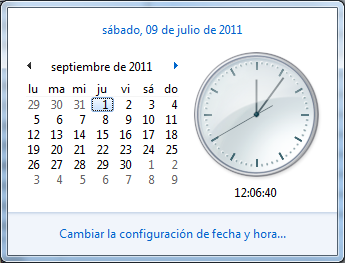 sábado, 09 de julio de 2011
septiembre de 2011
lu ma mi ju vi sá do
29 30 31 1 2 3 4
5 6 7 8 9 10 11
12 13 14 15 16 17 18
19 20 21 22 23 24 25
26 27 28 29 30 1 2
3 4 5 6 7 8 9
12:06:40
Cambiar la configuración de fecha y hora...